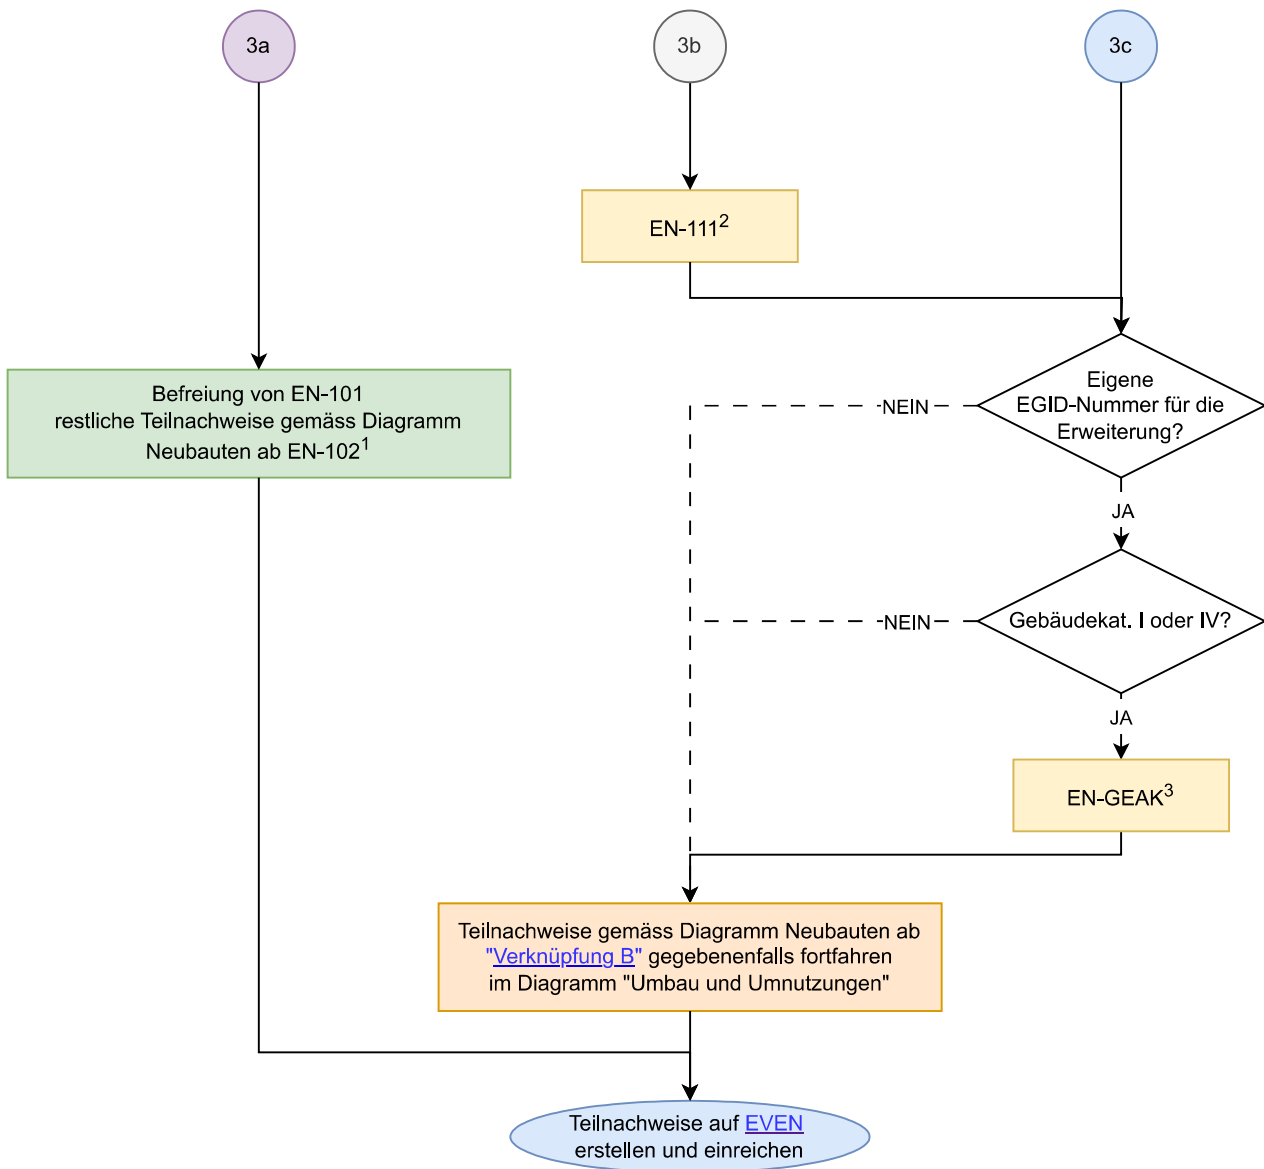 3a
3b
3c
EN-111²
Eigene
EGID-Nummer für die
Erweiterung?
Befreiung von EN-101
restliche Teilnachweise gemäss Diagramm
Neubauten ab EN-102¹
NEIN
JA
Gebäudekat. I oder IV?
NEIN
JA
EN-GEAK³
Teilnachweise gemäss Diagramm Neubauten ab
"Verknüpfung B" gegebenenfalls fortfahren
im Diagramm "Umbau und Umnutzungen"
Teilnachweise auf EVEN
erstellen und einreichen